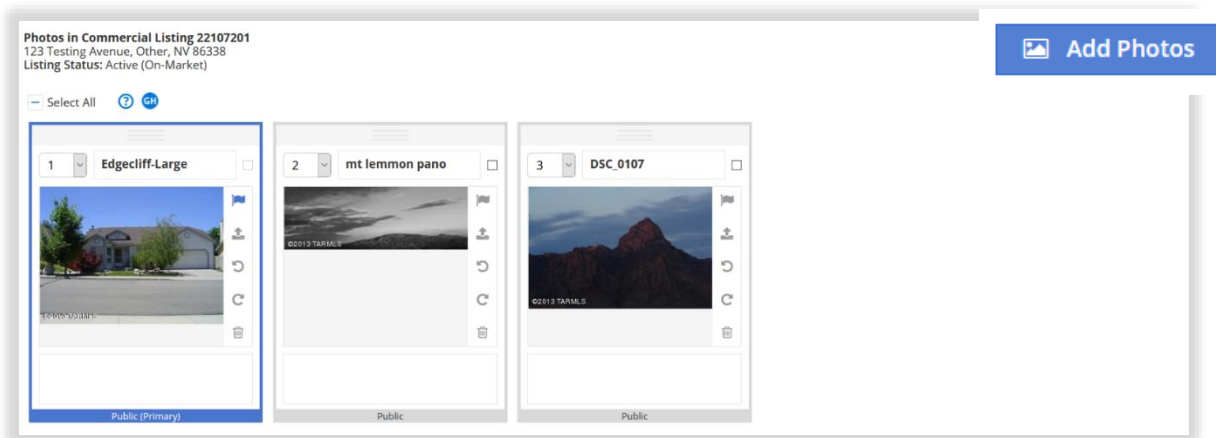 Photos in Commercial Listing 22107201
123 Testing Avenue, Other, NV 86338
Listing Status: Active (On-Market)
Add Photos
Select All ? GH
1 Edgecliff-Large
©2013 TARMLS
Public (Primary)
2 mt lemmon pano
©2013 TARMLS
Public
3 DSC_0107
©2013 TARMLS
Public